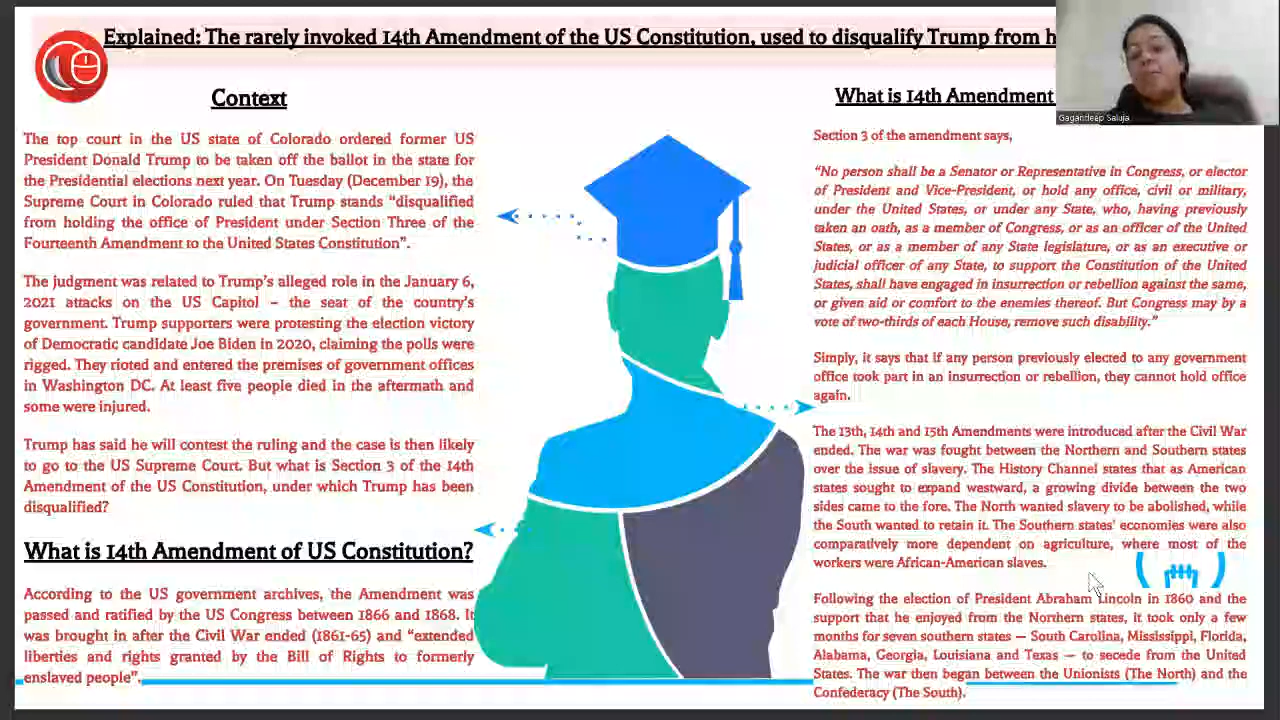 Explained: The rarely invoked 14th Amendment of the US Constitution, used to disqualify Trump from h
Context
The top court in the US state of Colorado ordered former US
President Donald Trump to be taken off the ballot in the state for
the Presidential elections next year. On Tuesday (December 19), the
Supreme Court in Colorado ruled that Trump stands “disqualified
from holding the office of President under Section Three of the
Fourteenth Amendment to the United States Constitution”.
The judgment was related to Trump’s alleged role in the January 6,
2021 attacks on the US Capitol – the seat of the country’s
government. Trump supporters were protesting the election victory
of Democratic candidate Joe Biden in 2020, claiming the polls were
rigged. They rioted and entered the premises of government offices
in Washington DC. At least five people died in the aftermath and
some were injured.
Trump has said he will contest the ruling and the case is then likely
to go to the US Supreme Court. But what is Section 3 of the 14th
Amendment of the US Constitution, under which Trump has been
disqualified?
What is 14th Amendment of US Constitution?
According to the US government archives, the Amendment was
passed and ratified by the US Congress between 1866 and 1868. It
was brought in after the Civil War ended (1861-65) and “extended
liberties and rights granted by the Bill of Rights to formerly
enslaved people”.
What is 14th Amendment
Section 3 of the amendment says,
“No person shall be a Senator or Representative in Congress, or elector
of President and Vice-President, or hold any office, civil or military,
under the United States, or under any State, who, having previously
taken an oath, as a member of Congress, or as an officer of the United
States, or as a member of any State legislature, or as an executive or
judicial officer of any State, to support the Constitution of the United
States, shall have engaged in insurrection or rebellion against the same,
or given aid or comfort to the enemies thereof. But Congress may by a
vote of two-thirds of each House, remove such disability.”
Simply, it says that if any person previously elected to any government
office took part in an insurrection or rebellion, they cannot hold office
again.
The 13th, 14th and 15th Amendments were introduced after the Civil War
ended. The war was fought between the Northern and Southern states
over the issue of slavery. The History Channel states that as American
states sought to expand westward, a growing divide between the two
sides came to the fore. The North wanted slavery to be abolished, while
the South wanted to retain it. The Southern states’ economies were also
comparatively more dependent on agriculture, where most of the
workers were African-American slaves.
Following the election of President Abraham Lincoln in 1860 and the
support that he enjoyed from the Northern states, it took only a few
months for seven southern states — South Carolina, Mississippi, Florida,
Alabama, Georgia, Louisiana and Texas — to secede from the United
States. The war then began between the Unionists (The North) and the
Confederacy (The South).
Gagandeep Saluja